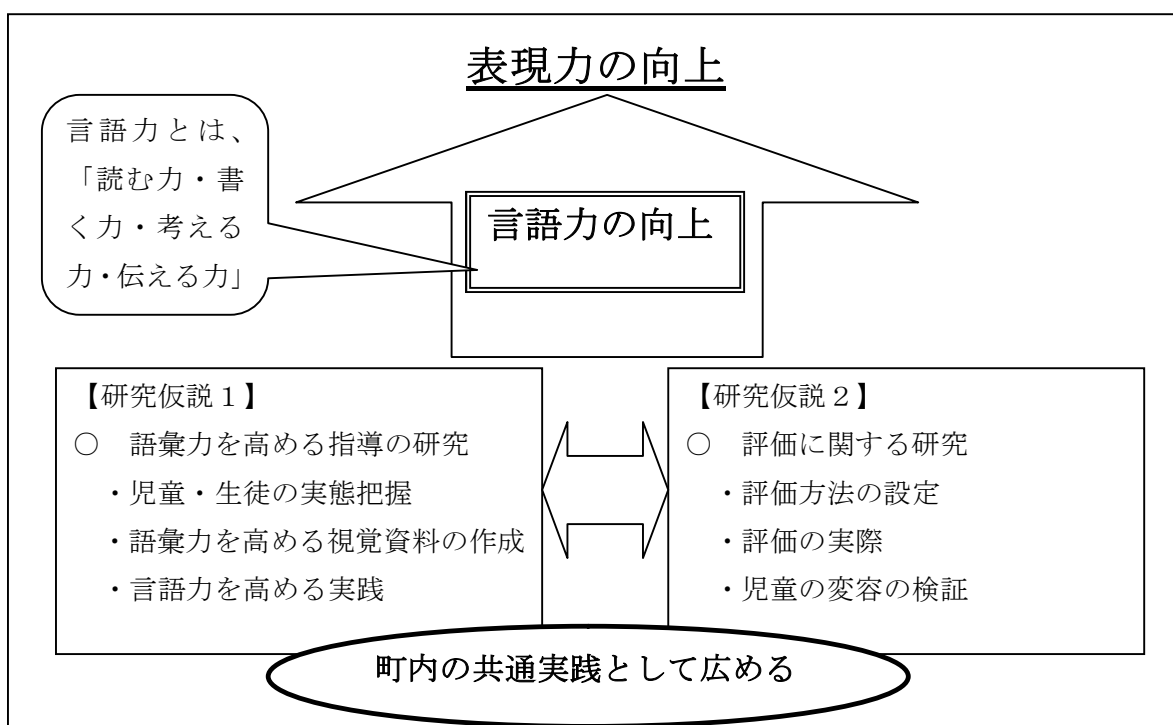 表現力の向上
言語力とは、
「読む力・書
く力・考える
力・伝える力」
言語力の向上
【研究仮説１】
○　語彙力を高める指導の研究
・児童・生徒の実態把握
・語彙力を高める視覚資料の作成
・言語力を高める実践
【研究仮説２】
○　評価に関する研究
・評価方法の設定
・評価の実際
・児童の変容の検証
町内の共通実践として広める